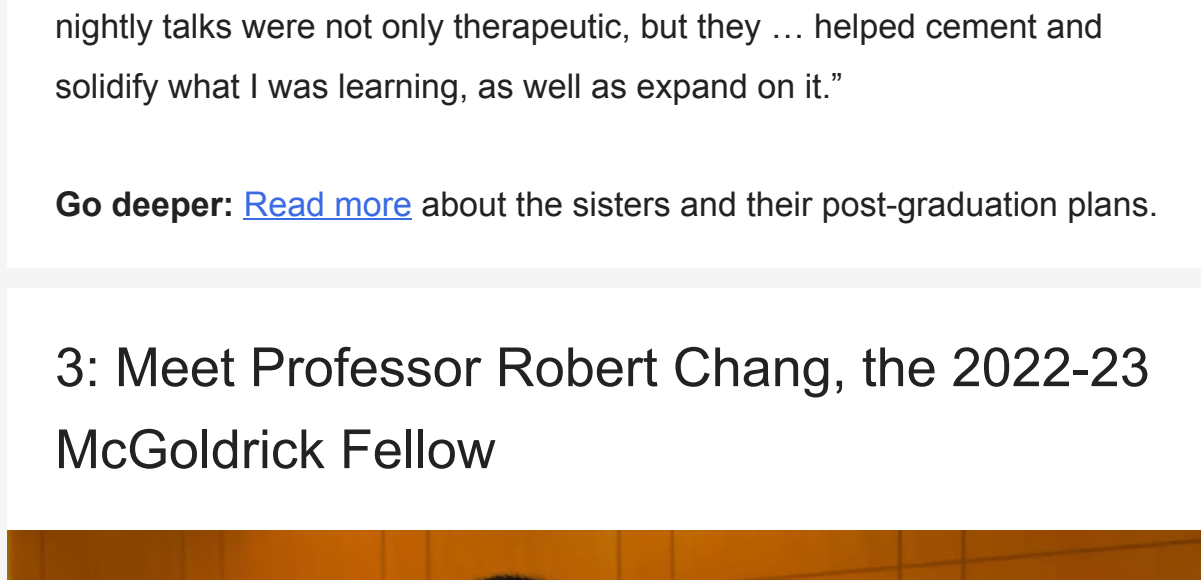 nightly talks were not only therapeutic, but they … helped cement and
solidify what I was learning, as well as expand on it.”
Go deeper: Read more about the sisters and their post-graduation plans.
3: Meet Professor Robert Chang, the 2022-23
McGoldrick Fellow